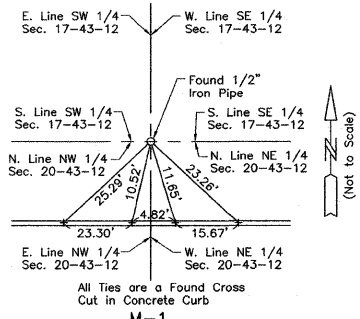 E. Line SW 1/4
Sec. 17-43-12
W. Line SE 1/4
Sec. 17-43-12
Found 1/2"
Iron Pipe
S. Line SW 1/4
Sec. 17-43-12
S. Line SE 1/4
Sec. 17-43-12
N. Line NW 1/4
Sec. 20-43-12
N. Line NE 1/4
Sec. 20-43-12
N
(Not to Scale)
25.29'
10.52'
11.65'
23.26'
4.82'
23.30'
15.67'
E. Line NW 1/4
Sec. 20-43-12
W. Line NE 1/4
Sec. 20-43-12
All Ties are a Found Cross
Cut in Concrete Curb
M-1